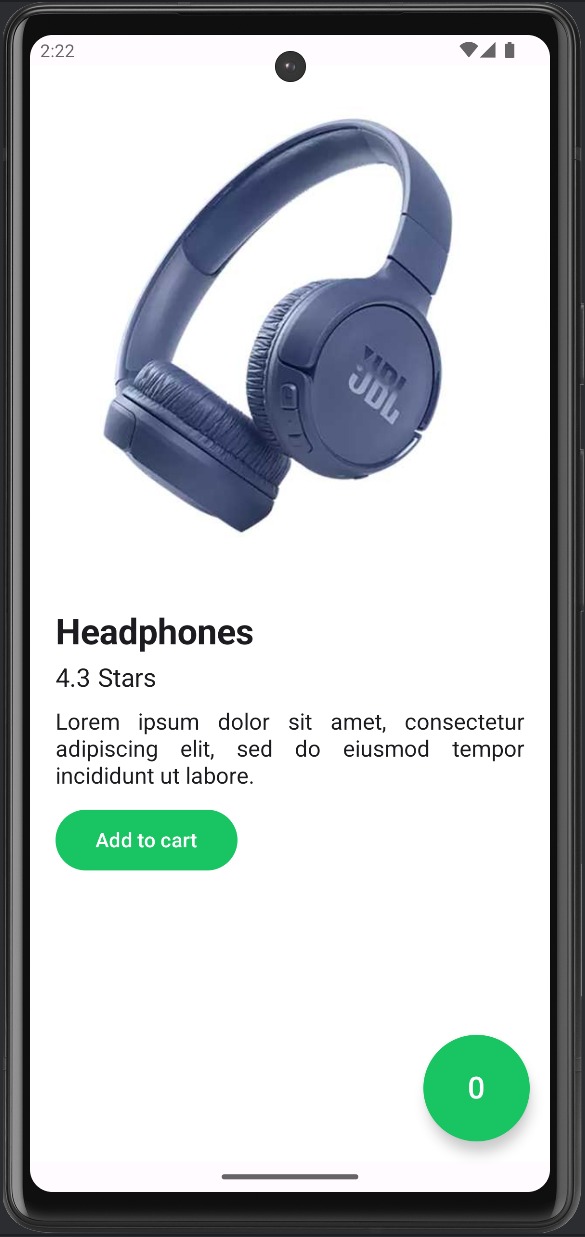 2:22
JBL
Headphones
4.3 Stars
Lorem ipsum dolor sit amet, consectetur
adipiscing elit, sed do eiusmod tempor
incididunt ut labore.
Add to cart
0